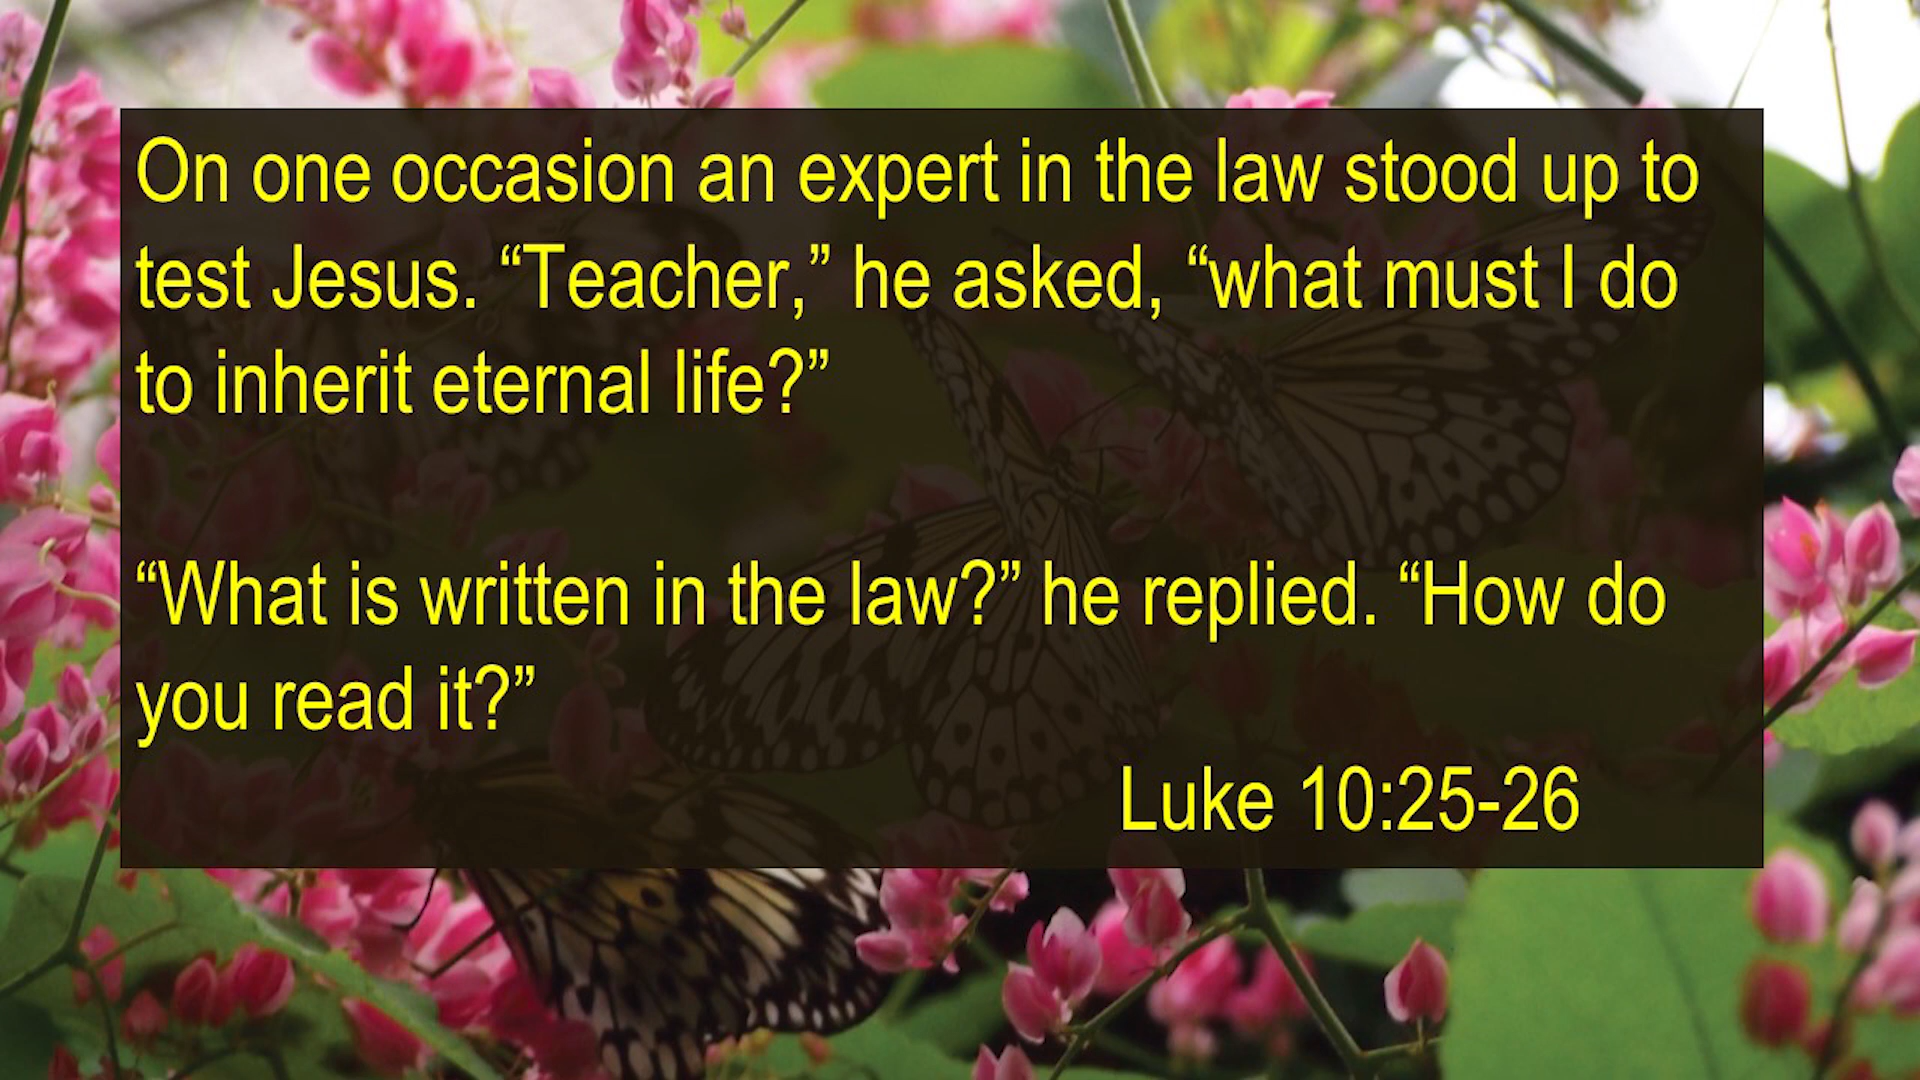 On one occasion an expert in the law stood up to
test Jesus. “Teacher,” he asked, “what must I do
to inherit eternal life?”
“What is written in the law?” he replied. “How do
you read it?”
Luke 10:25-26